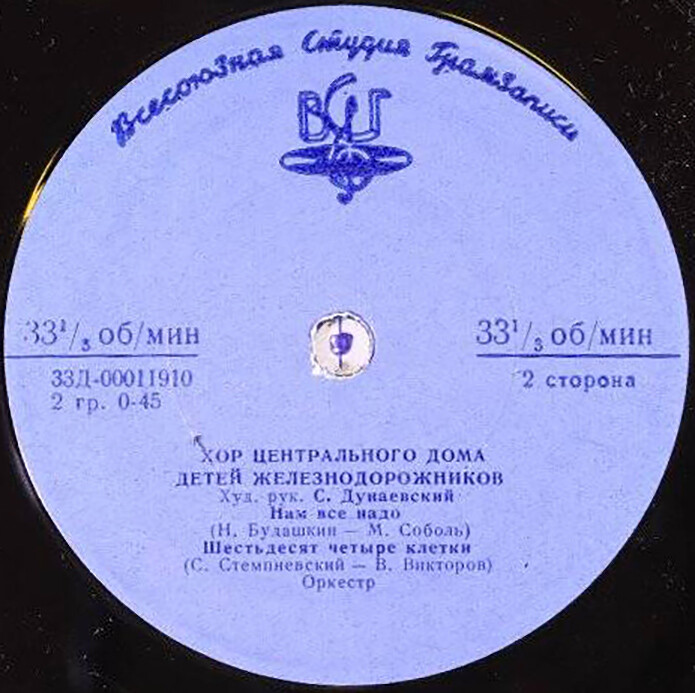 Всесоюзная Студия Грамзаписи
ВСГ
33¹/₃ об/мин
33Д-00011910
2 гр. 0-45
33¹/₃ об/мин
2 сторона
ХОР ЦЕНТРАЛЬНОГО ДОМА
ДЕТЕЙ ЖЕЛЕЗНОДОРОЖНИКОВ
Худ. рук. С. Дунаевский
Нам все надо
(Н. Будашкин — М. Соболь)
Шестьдесят четыре клетки
(С. Стемпневский — В. Викторов)
Оркестр